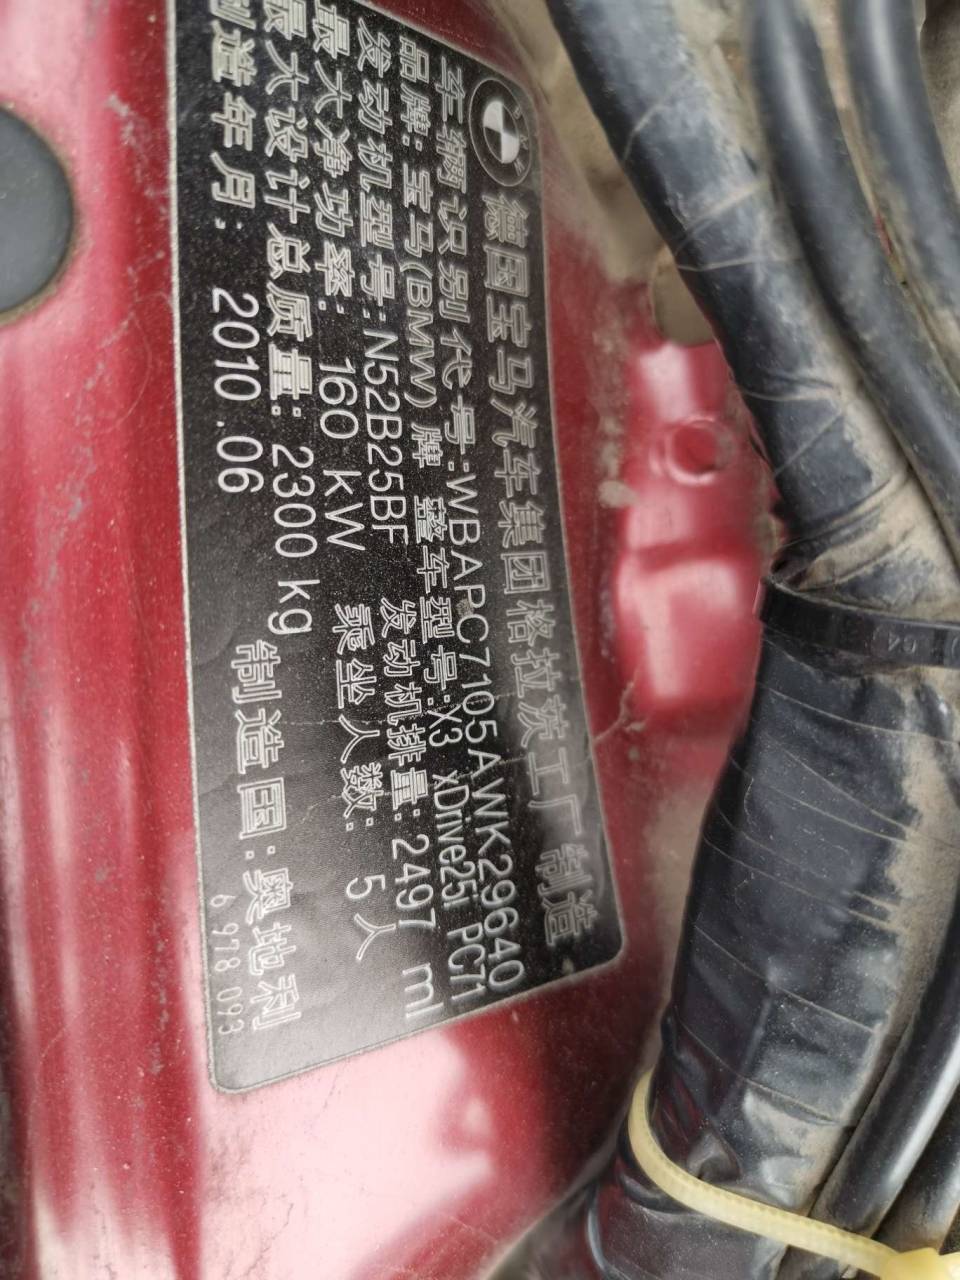 德国宝马汽车集团格拉茨工厂制造
车辆识别代号:WBAPC7105AWK29640
品牌:宝马(BMW)牌 整车型号:X3 xDrive25i PC71
发动机型号:N52B25BF 发动机排量:2497 ml
最大净功率: 160 kW 乘坐人数: 5 人
最大设计总质量: 2300 kg
制造年月: 2010.06 制造国:奥地利
6 978 093